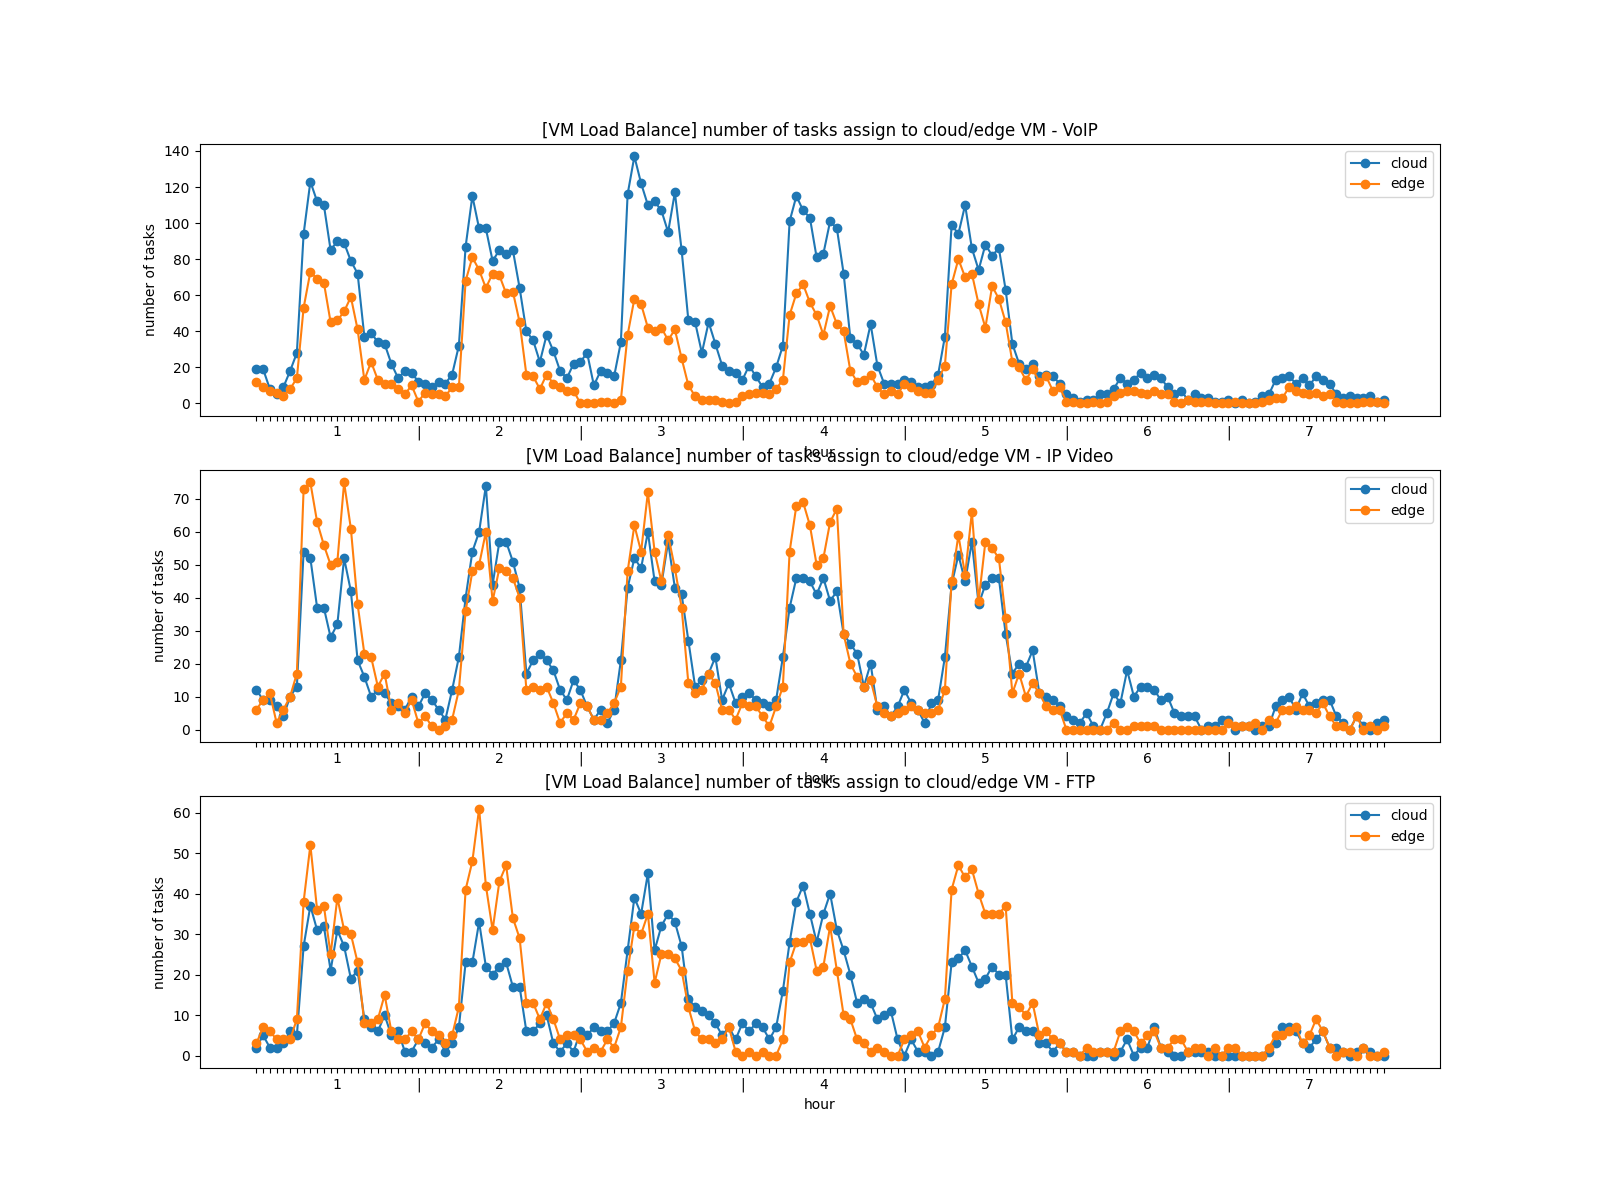 [VM Load Balance] number of tasks assign to cloud/edge VM - VoIP
140
120
100
80
60
40
20
0
number of tasks
cloud
edge
1 | 2 | 3 | 4 | 5 | 6 | 7
hour
[VM Load Balance] number of tasks assign to cloud/edge VM - IP Video
70
60
50
40
30
20
10
0
number of tasks
cloud
edge
1 | 2 | 3 | 4 | 5 | 6 | 7
hour
[VM Load Balance] number of tasks assign to cloud/edge VM - FTP
60
50
40
30
20
10
0
number of tasks
cloud
edge
1 | 2 | 3 | 4 | 5 | 6 | 7
hour